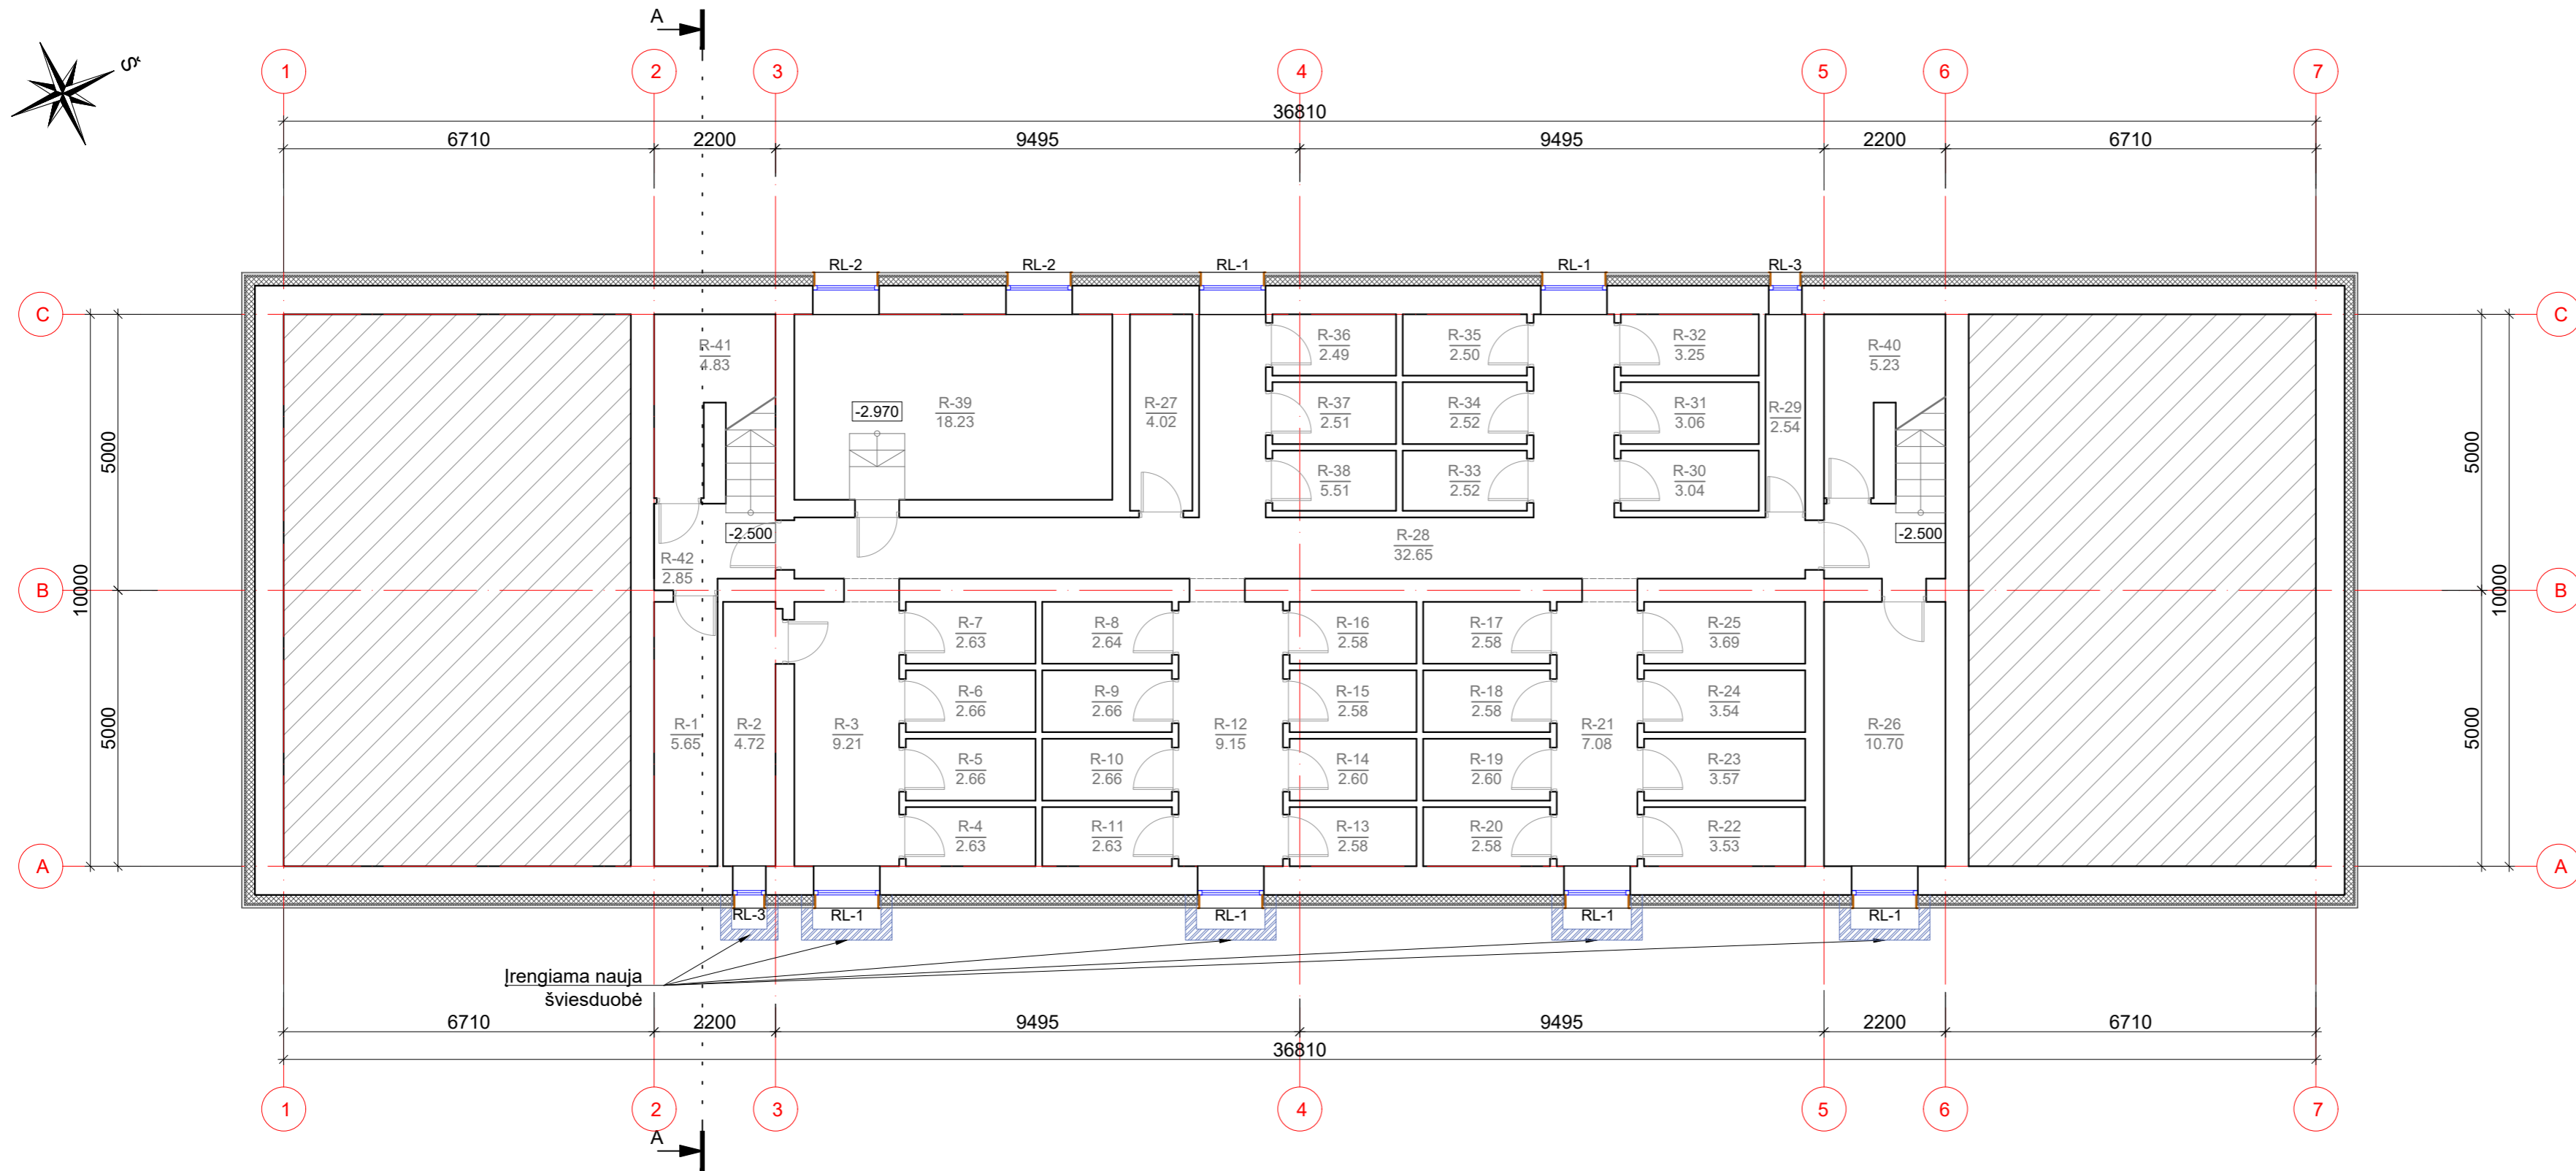 A
Š
1
2
3
4
5
6
7
36810
6710
2200
9495
9495
2200
6710
RL-2
RL-2
RL-1
RL-1
RL-3
C
C
R-41
4.83
R-39
18.23
-2.970
R-27
4.02
R-36
2.49
R-35
2.50
R-32
3.25
R-40
5.23
R-37
2.51
R-34
2.52
R-31
3.06
R-29
2.54
R-38
5.51
R-33
2.52
R-30
3.04
5000
10000
5000
10000
-2.500
R-42
2.85
R-28
32.65
-2.500
B
B
R-7
2.63
R-8
2.64
R-16
2.58
R-17
2.58
R-25
3.69
R-6
2.66
R-9
2.66
R-15
2.58
R-18
2.58
R-24
3.54
R-1
5.65
R-2
4.72
R-3
9.21
R-12
9.15
R-21
7.08
R-26
10.70
R-5
2.66
R-10
2.66
R-14
2.60
R-19
2.60
R-23
3.57
R-4
2.63
R-11
2.63
R-13
2.58
R-20
2.58
R-22
3.53
5000
5000
A
A
RL-3
RL-1
RL-1
RL-1
RL-1
Įrengiama nauja
šviesduobė
6710
2200
9495
9495
2200
6710
36810
1
2
3
4
5
6
7
A